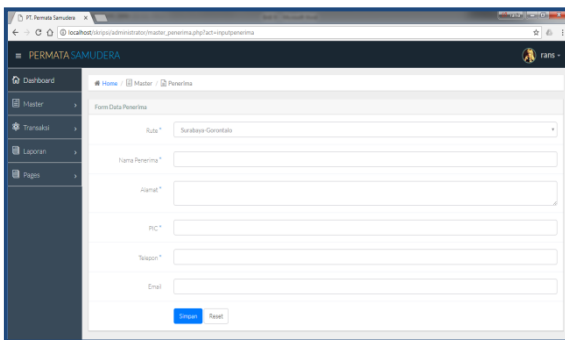 PT. Permata Samudera
localhost/skripsi/administrator/master_penerima.php?act=inputpenerima
PERMATA SAMUDERA
rans
Dashboard
Home / Master / Penerima
Master
Form Data Penerima
Transaksi
Rute * Surabaya-Gorontalo
Laporan
Nama Penerima *
Pages
Alamat *
PIC *
Telepon *
Email
Simpan Reset